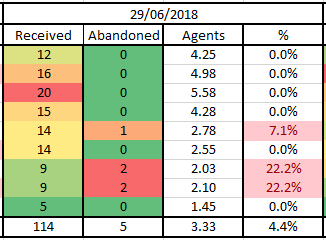 29/06/2018
Received Abandoned Agents %
12 0 4.25 0.0%
16 0 4.98 0.0%
20 0 5.58 0.0%
15 0 4.28 0.0%
14 1 2.78 7.1%
14 0 2.55 0.0%
9 2 2.03 22.2%
9 2 2.10 22.2%
5 0 1.45 0.0%
114 5 3.33 4.4%